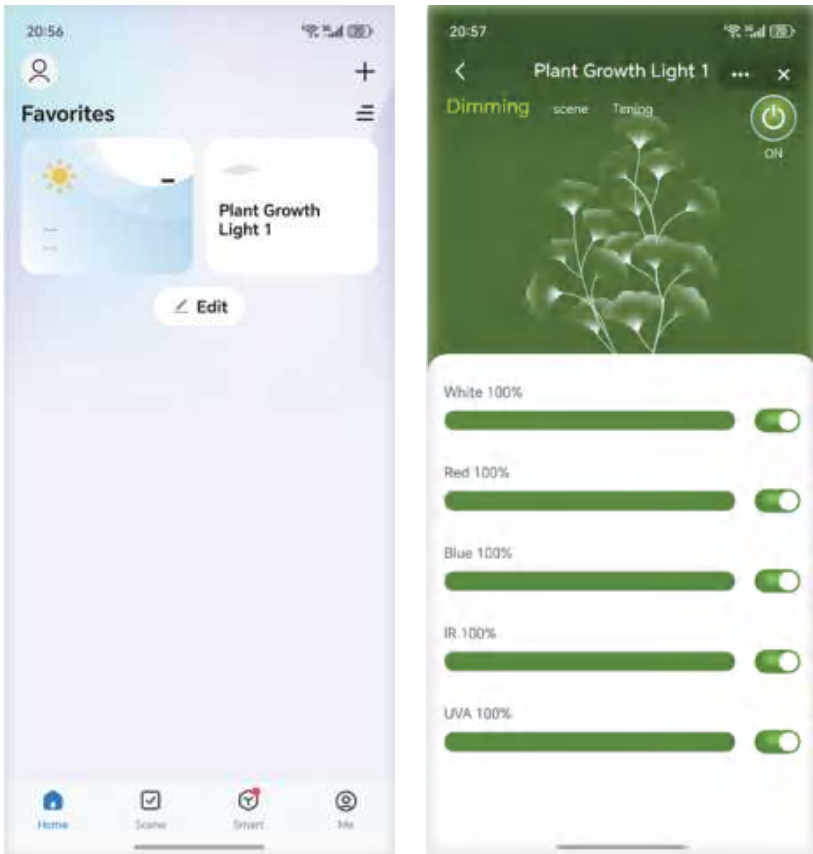 20:56
Favorites
Plant Growth
Light 1
Edit
Home
Scene
Smart
Me
20:57
Plant Growth Light 1
Dimming
scene
Timing
ON
White 100%
Red 100%
Blue 100%
IR 100%
UVA 100%